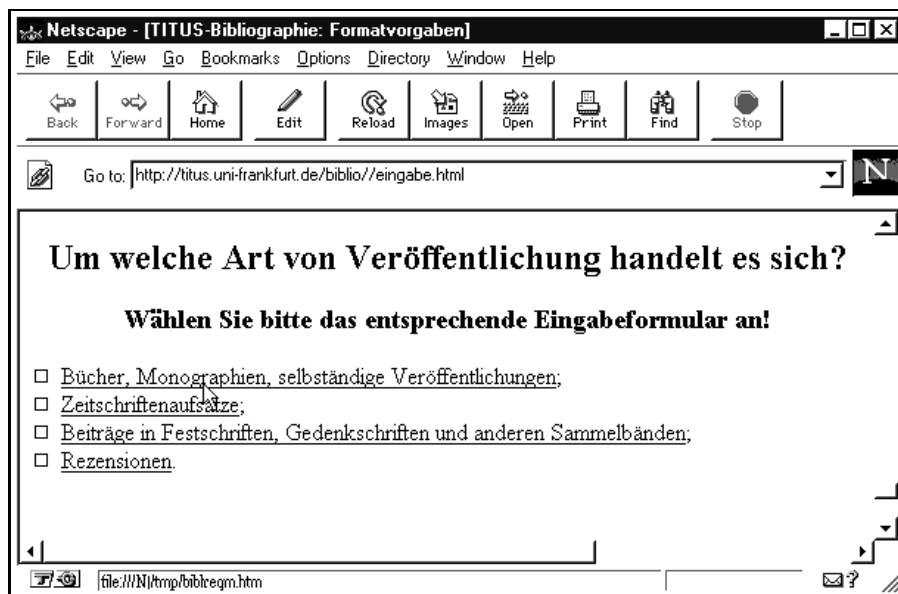 Netscape - [TITUS-Bibliographie: Formatvorgaben]
File Edit View Go Bookmarks Options Directory Window Help
Back Forward Home Edit Reload Images Open Print Find Stop
Go to: http://titus.uni-frankfurt.de/biblio//eingabe.html N
Um welche Art von Veröffentlichung handelt es sich?
Wählen Sie bitte das entsprechende Eingabeformular an!
Bücher, Monographien, selbständige Veröffentlichungen;
Zeitschriftenaufsätze;
Beiträge in Festschriften, Gedenkschriften und anderen Sammelbänden;
Rezensionen.
file:///N|/tmp/biblreqm.htm ?